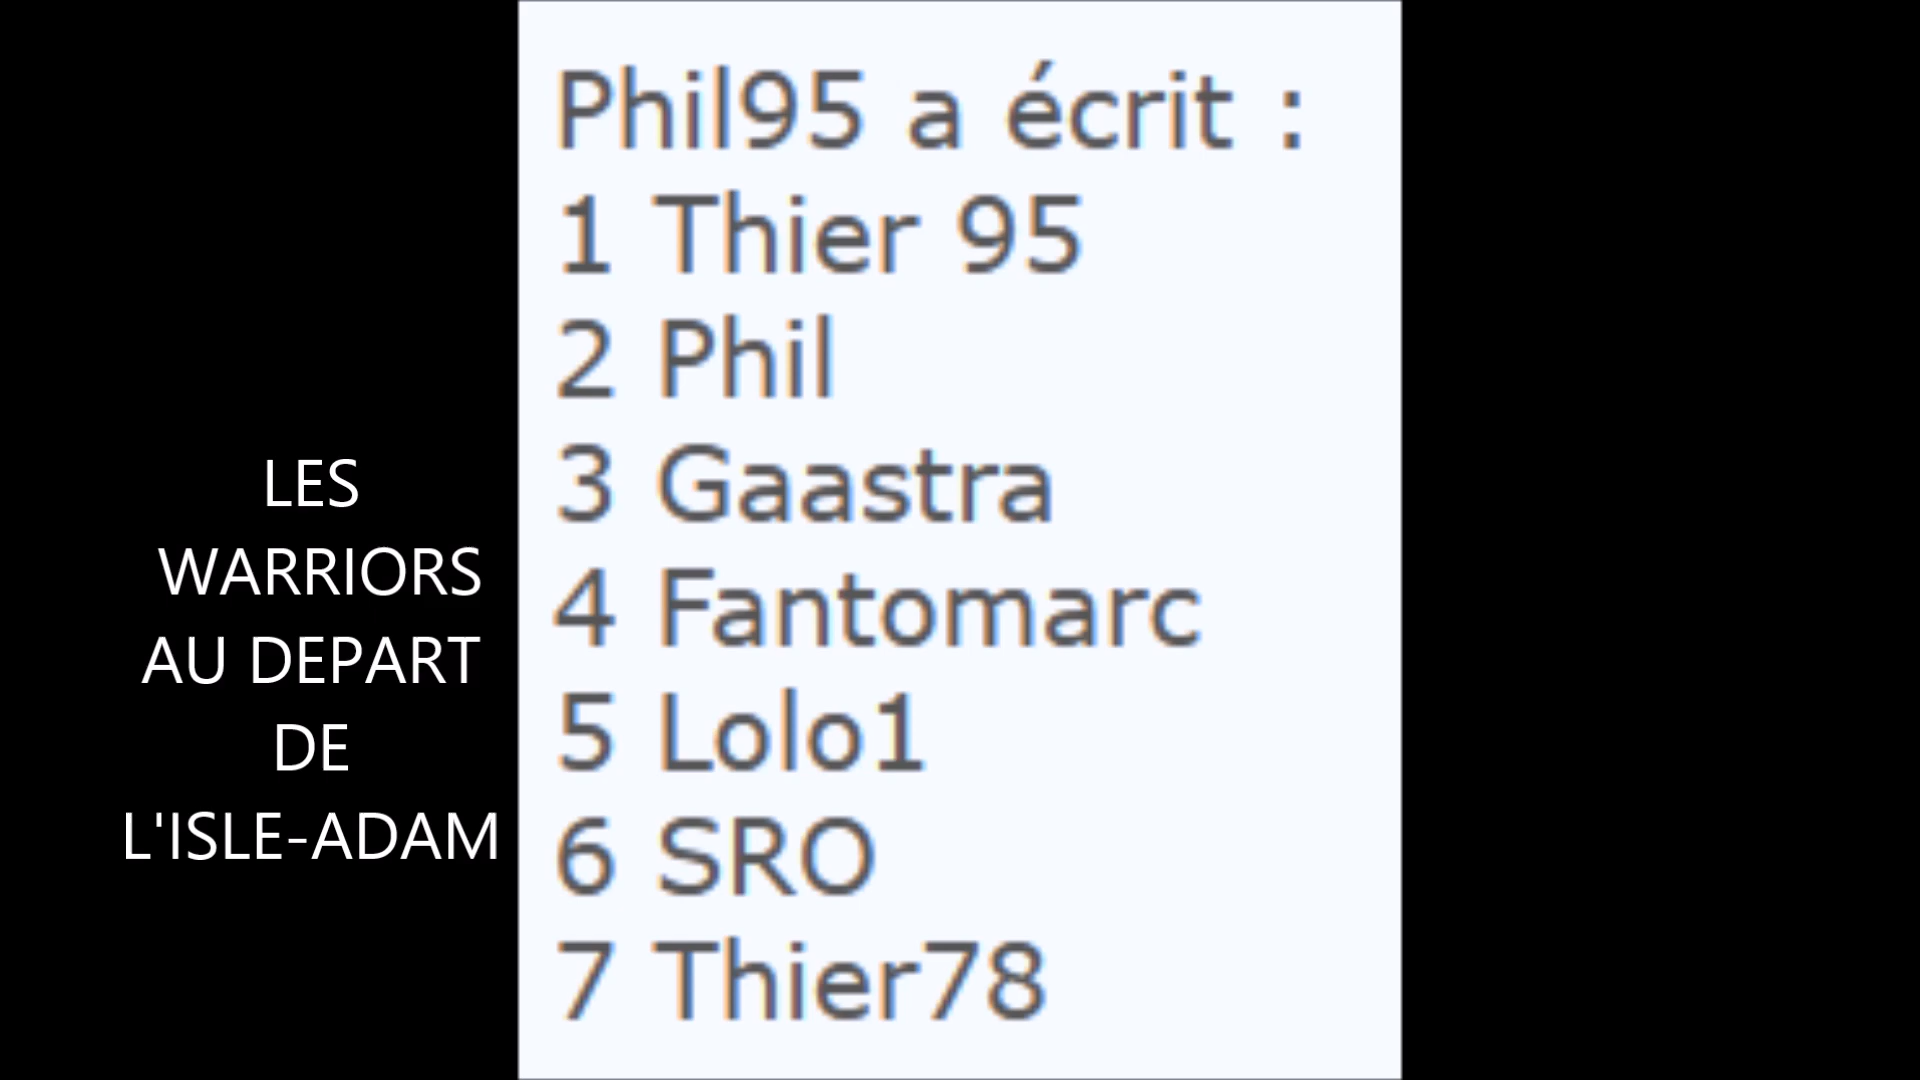 LES
WARRIORS
AU DEPART
DE
L'ISLE-ADAM
Phil95 a écrit :
1 Thier 95
2 Phil
3 Gaastra
4 Fantomarc
5 Lolo1
6 SRO
7 Thier78